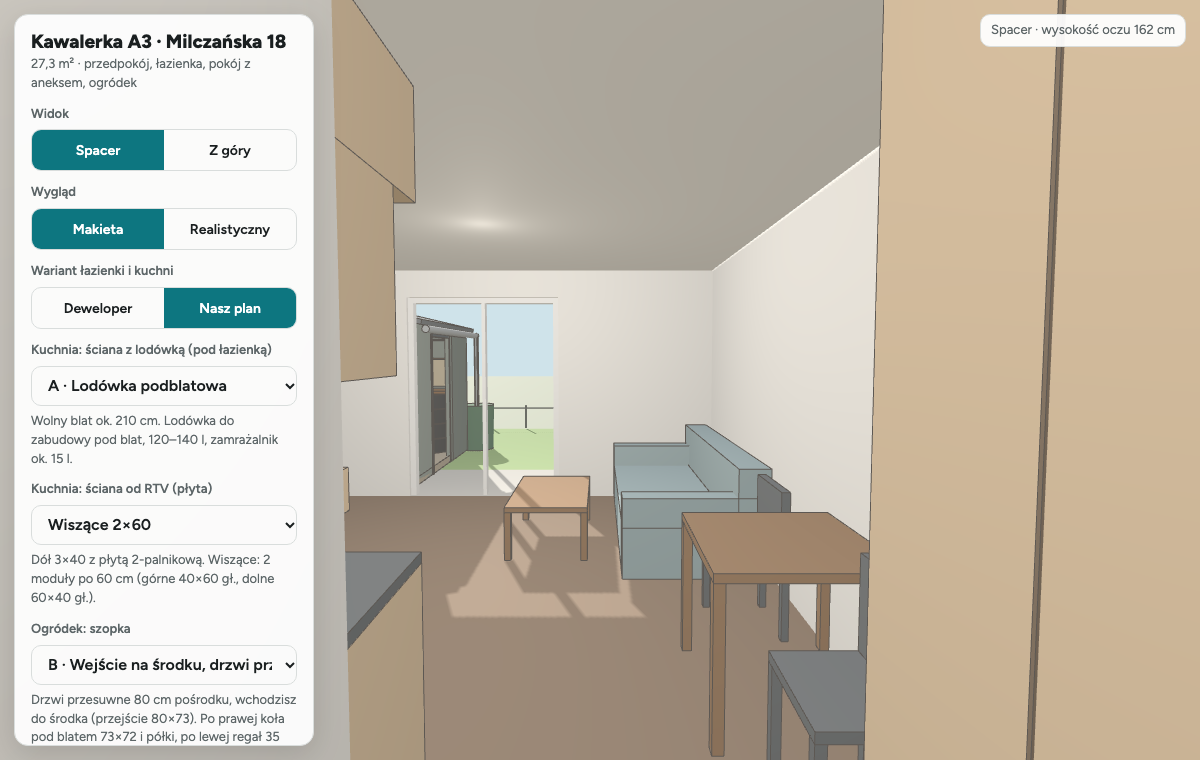 Kawalerka A3 · Milczańska 18
27,3 m² · przedpokój, łazienka, pokój z
aneksem, ogródek
Widok
Spacer
Z góry
Wygląd
Makieta
Realistyczny
Wariant łazienki i kuchni
Deweloper
Nasz plan
Kuchnia: ściana z lodówką (pod łazienką)
A · Lodówka podblatowa
Wolny blat ok. 210 cm. Lodówka do
zabudowy pod blat, 120–140 l, zamrażalnik
ok. 15 l.
Kuchnia: ściana od RTV (płyta)
Wiszące 2×60
Dół 3×40 z płytą 2-palnikową. Wiszące: 2
moduły po 60 cm (górne 40×60 gł., dolne
60×40 gł.).
Ogródek: szopka
B · Wejście na środku, drzwi prz
Drzwi przesuwne 80 cm pośrodku, wchodzisz
do środka (przejście 80×73). Po prawej koła
pod blatem 73×72 i półki, po lewej regał 35
Spacer · wysokość oczu 162 cm